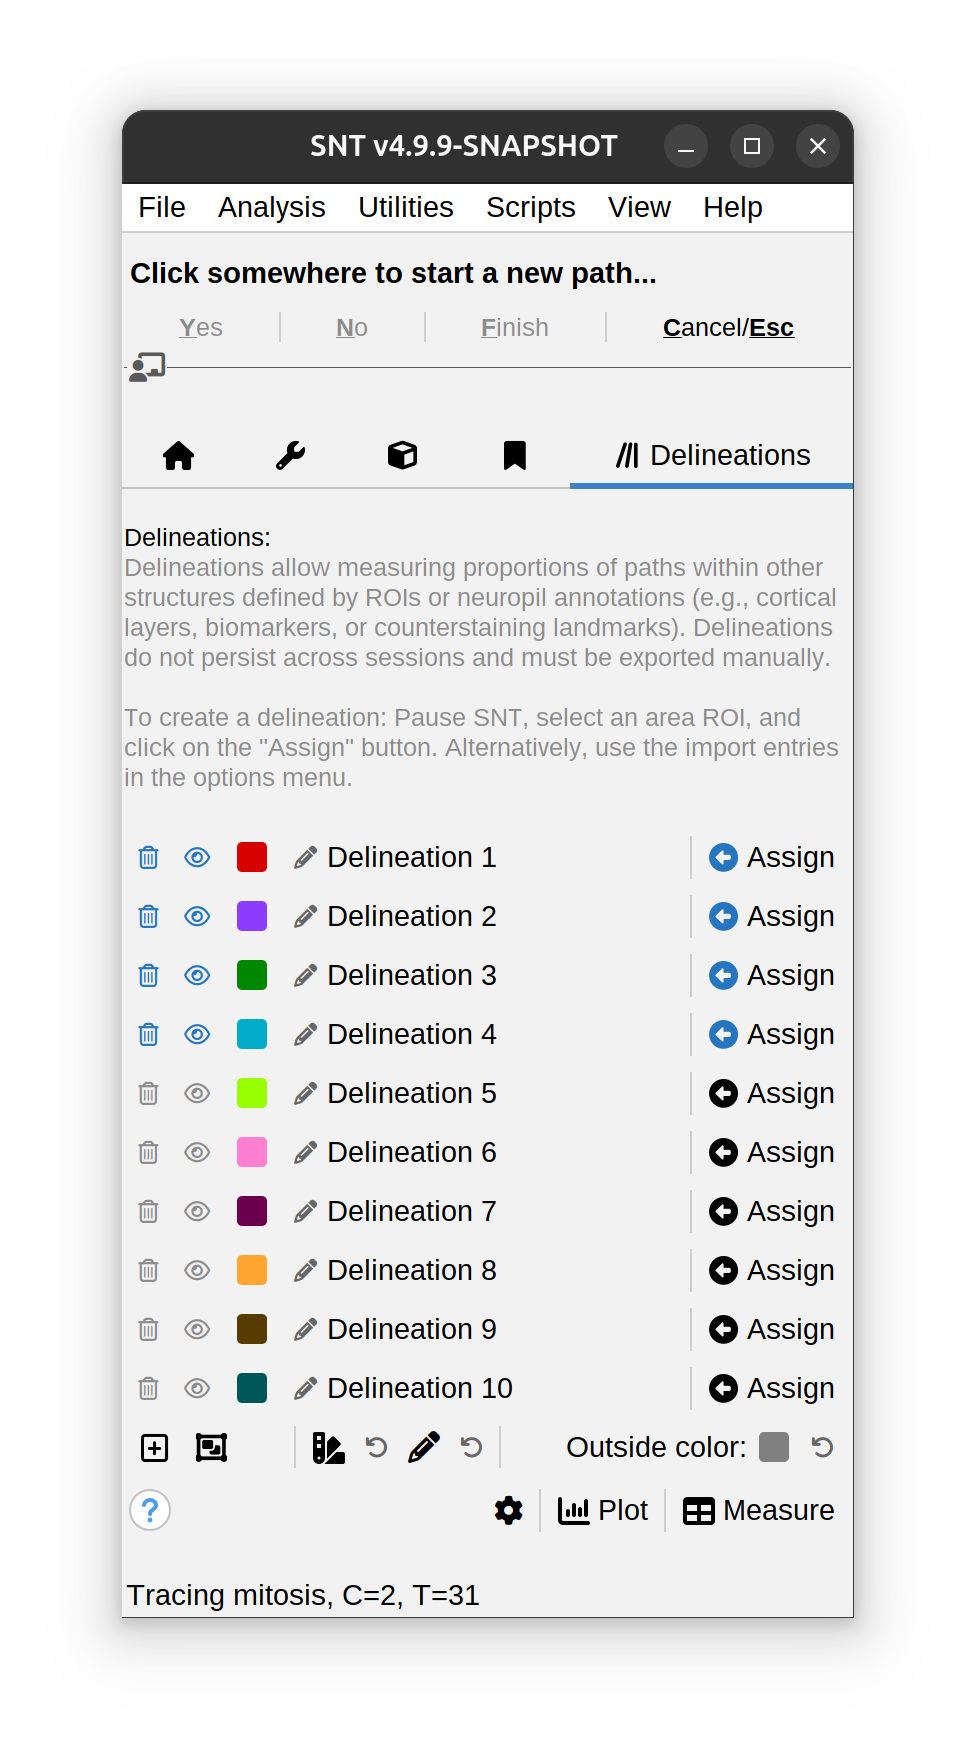 SNT v4.9.9-SNAPSHOT
File Analysis Utilities Scripts View Help
Click somewhere to start a new path...
Yes No Finish Cancel/Esc
Delineations
Delineations:
Delineations allow measuring proportions of paths within other
structures defined by ROIs or neuropil annotations (e.g., cortical
layers, biomarkers, or counterstaining landmarks). Delineations
do not persist across sessions and must be exported manually.
To create a delineation: Pause SNT, select an area ROI, and
click on the "Assign" button. Alternatively, use the import entries
in the options menu.
Delineation 1 Assign
Delineation 2 Assign
Delineation 3 Assign
Delineation 4 Assign
Delineation 5 Assign
Delineation 6 Assign
Delineation 7 Assign
Delineation 8 Assign
Delineation 9 Assign
Delineation 10 Assign
Outside color:
? Plot Measure
Tracing mitosis, C=2, T=31